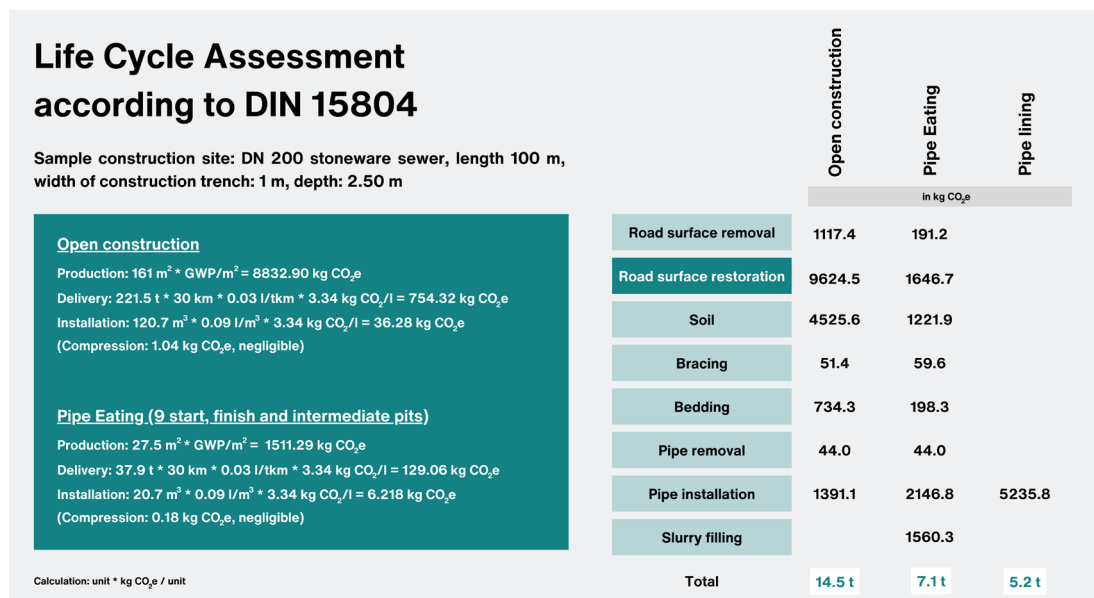 Life Cycle Assessment
according to DIN 15804
Sample construction site: DN 200 stoneware sewer, length 100 m,
width of construction trench: 1 m, depth: 2.50 m
Open construction
Production: 161 m² * GWP/m² = 8832.90 kg CO₂e
Delivery: 221.5 t * 30 km * 0.03 l/tkm * 3.34 kg CO₂/l = 754.32 kg CO₂e
Installation: 120.7 m³ * 0.09 l/m³ * 3.34 kg CO₂/l = 36.28 kg CO₂e
(Compression: 1.04 kg CO₂e, negligible)
Pipe Eating (9 start, finish and intermediate pits)
Production: 27.5 m² * GWP/m² = 1511.29 kg CO₂e
Delivery: 37.9 t * 30 km * 0.03 l/tkm * 3.34 kg CO₂/l = 129.06 kg CO₂e
Installation: 20.7 m³ * 0.09 l/m³ * 3.34 kg CO₂/l = 6.218 kg CO₂e
(Compression: 0.18 kg CO₂e, negligible)
Calculation: unit * kg CO₂e / unit
Open construction Pipe Eating Pipe lining
in kg CO₂e
Road surface removal 1117.4 191.2
Road surface restoration 9624.5 1646.7
Soil 4525.6 1221.9
Bracing 51.4 59.6
Bedding 734.3 198.3
Pipe removal 44.0 44.0
Pipe installation 1391.1 2146.8 5235.8
Slurry filling 1560.3
Total 14.5 t 7.1 t 5.2 t